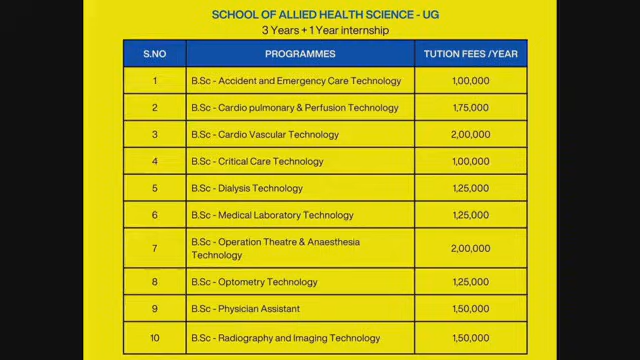 SCHOOL OF ALLIED HEALTH SCIENCE - UG
3 Years + 1 Year internship
S.NO PROGRAMMES TUTION FEES /YEAR
1 B.Sc - Accident and Emergency Care Technology 1,00,000
2 B.Sc - Cardio pulmonary & Perfusion Technology 1,75,000
3 B.Sc - Cardio Vascular Technology 2,00,000
4 B.Sc - Critical Care Technology 1,00,000
5 B.Sc - Dialysis Technology 1,25,000
6 B.Sc - Medical Laboratory Technology 1,25,000
7 B.Sc - Operation Theatre & Anaesthesia 2,00,000
Technology
8 B.Sc - Optometry Technology 1,25,000
9 B.Sc - Physician Assistant 1,50,000
10 B.Sc - Radiography and Imaging Technology 1,50,000